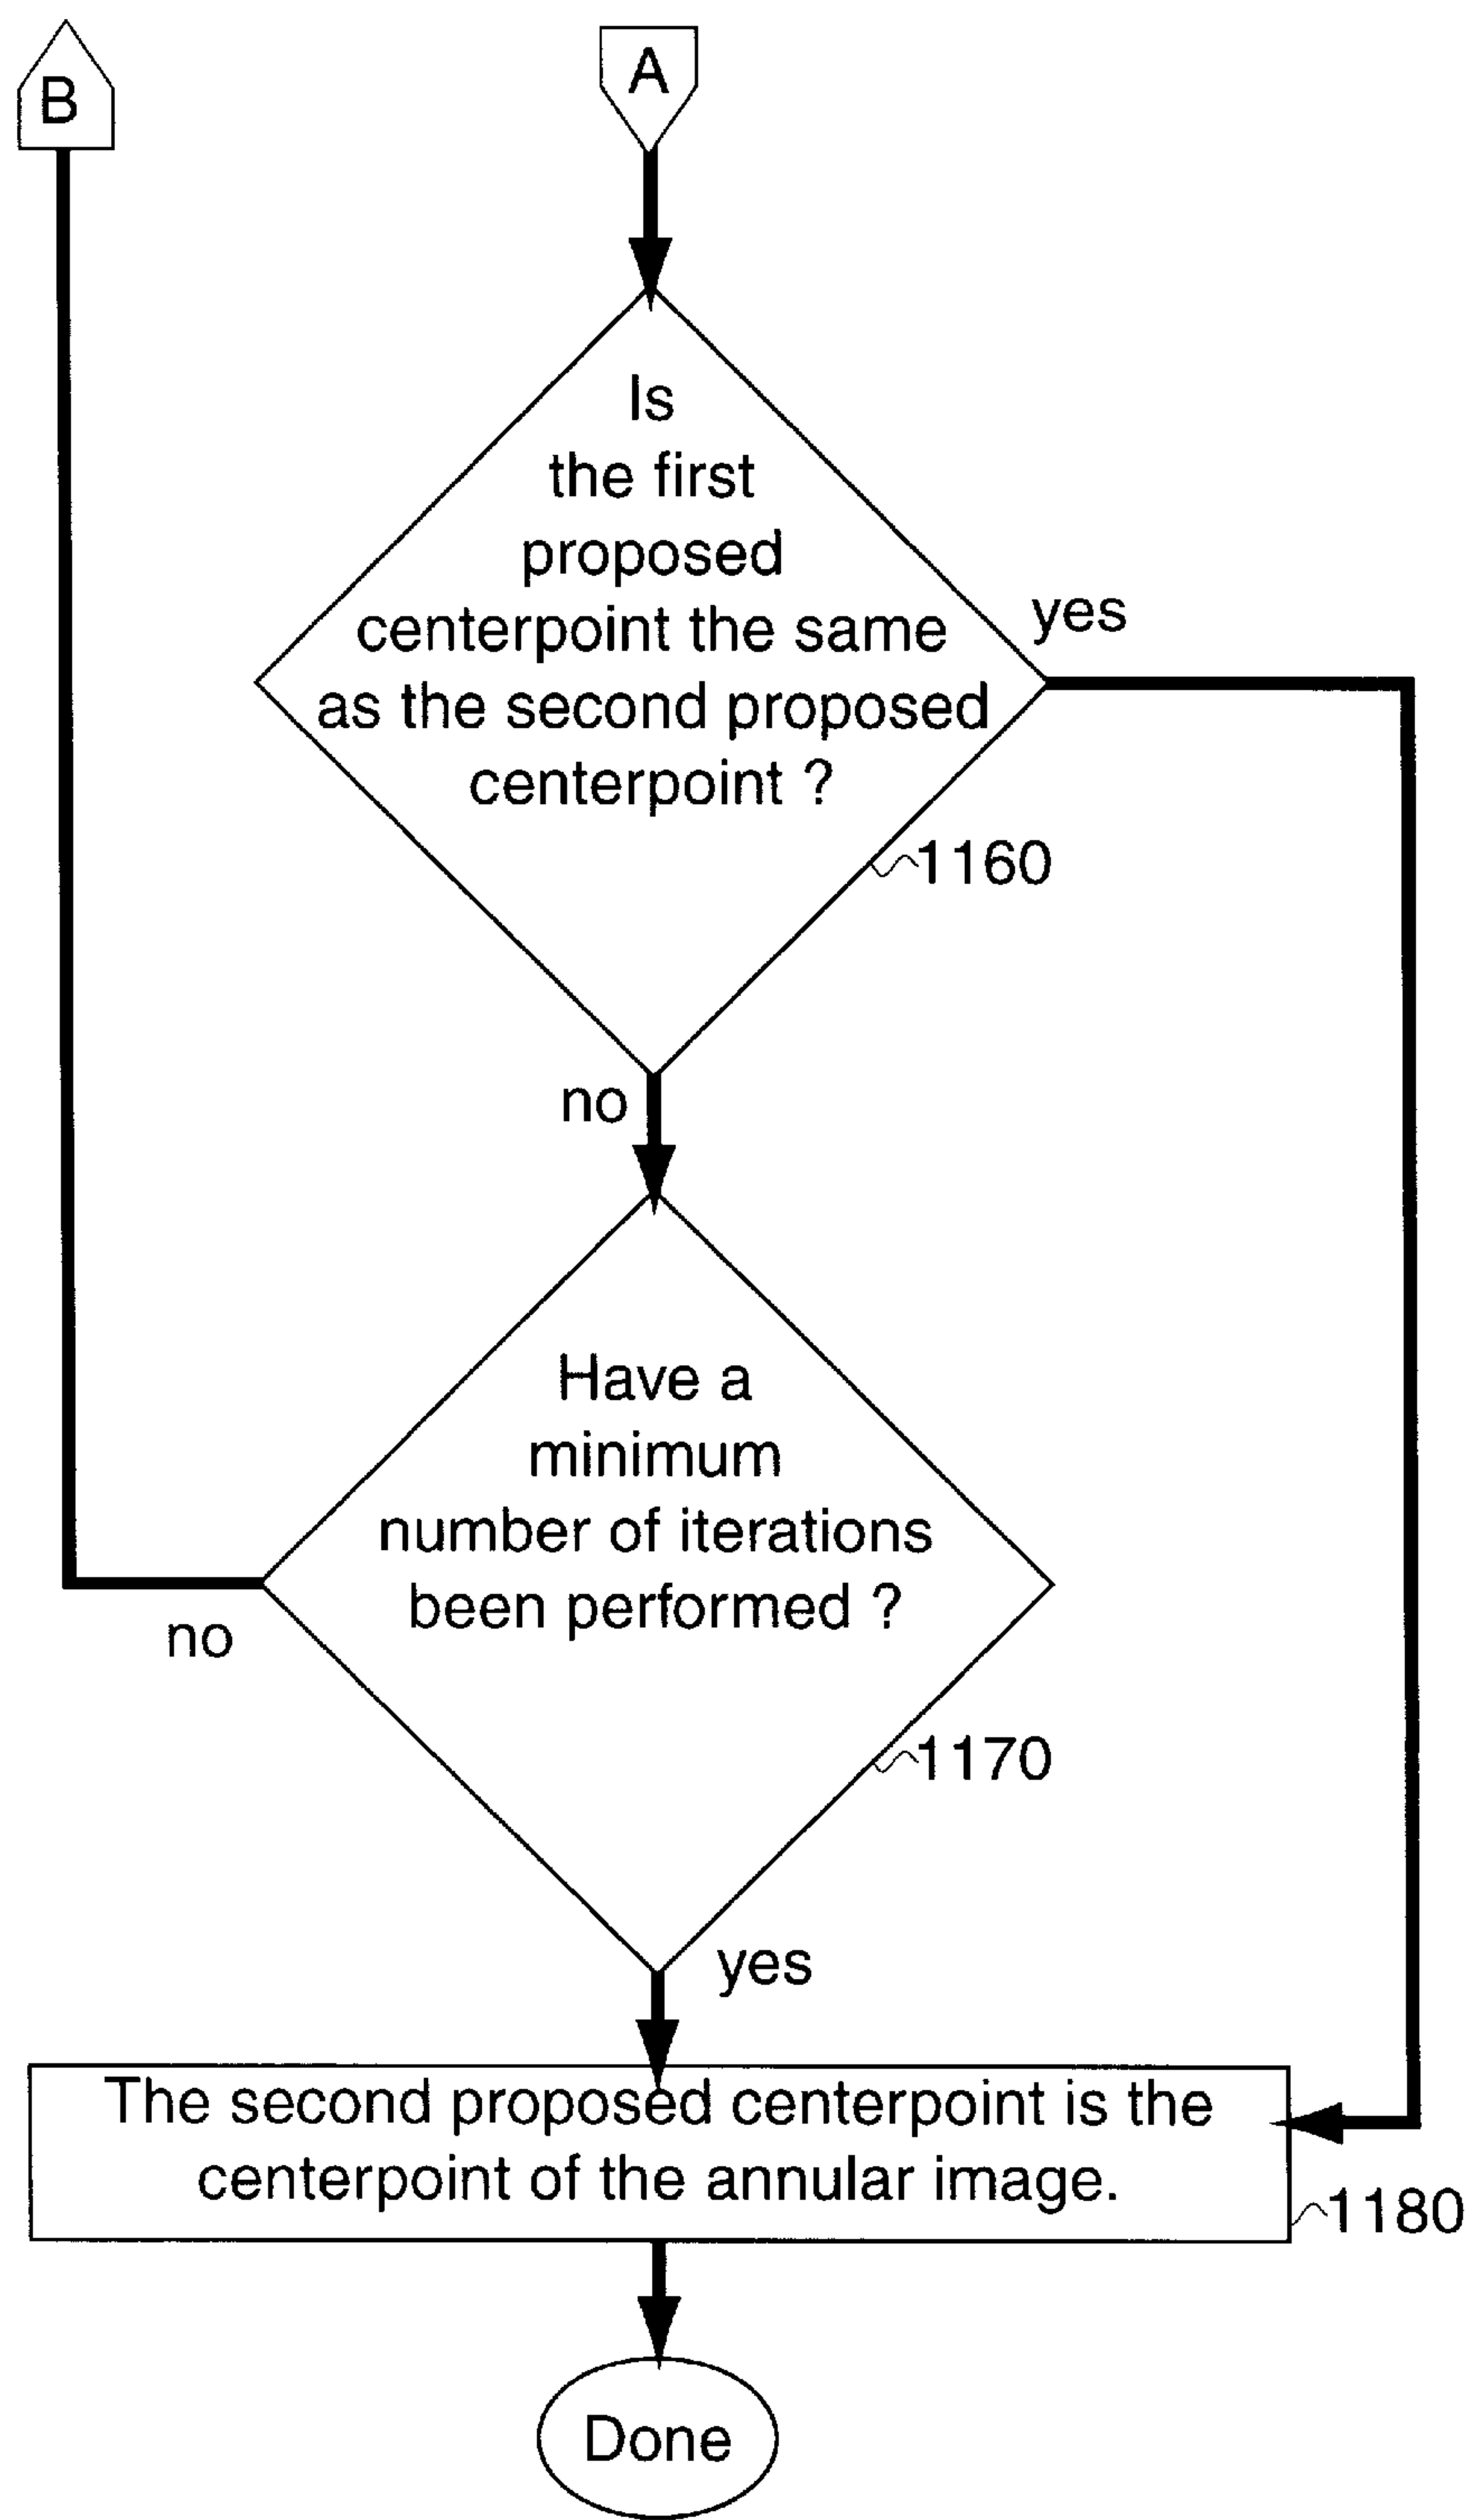 B
A
Is
the first
proposed
centerpoint the same
as the second proposed
centerpoint ?
yes
1160
no
Have a
minimum
number of iterations
been performed ?
no
1170
yes
The second proposed centerpoint is the
centerpoint of the annular image.
1180
Done